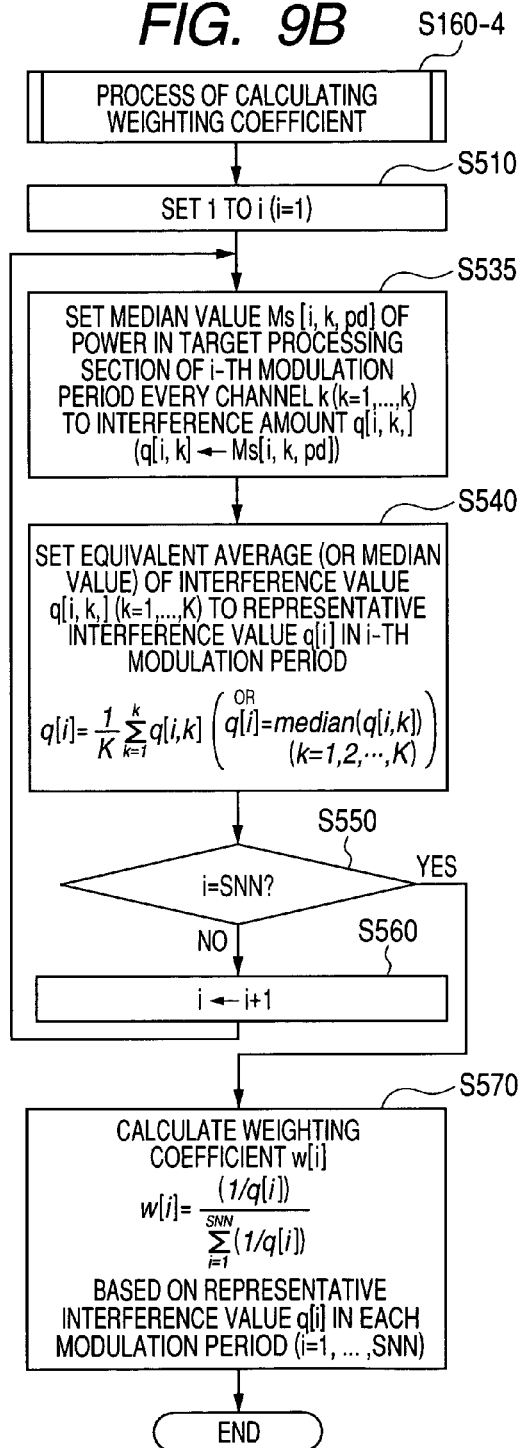 FIG. 9B
S160-4
PROCESS OF CALCULATING
WEIGHTING COEFFICIENT
S510
SET 1 TO i (i=1)
S535
SET MEDIAN VALUE Ms [i, k, pd] OF
POWER IN TARGET PROCESSING
SECTION OF i-TH MODULATION
PERIOD EVERY CHANNEL k (k=1,...,k)
TO INTERFERENCE AMOUNT q[i, k,]
(q[i, k] ← Ms[i, k, pd])
S540
SET EQUIVALENT AVERAGE (OR MEDIAN
VALUE) OF INTERFERENCE VALUE
q[i, k,] (k=1,...,K) TO REPRESENTATIVE
INTERFERENCE VALUE q[i] IN i-TH
MODULATION PERIOD
q[i]= 1/K k∑k=1 q[i,k] ( OR q[i]=median(q[i,k])
(k=1,2,···,K) )
S550
i=SNN?
YES
NO
S560
i ← i+1
S570
CALCULATE WEIGHTING
COEFFICIENT w[i]
w[i]= (1/q[i])
SNN∑i=1 (1/q[i])
BASED ON REPRESENTATIVE
INTERFERENCE VALUE q[i] IN EACH
MODULATION PERIOD (i=1, ... ,SNN)
END